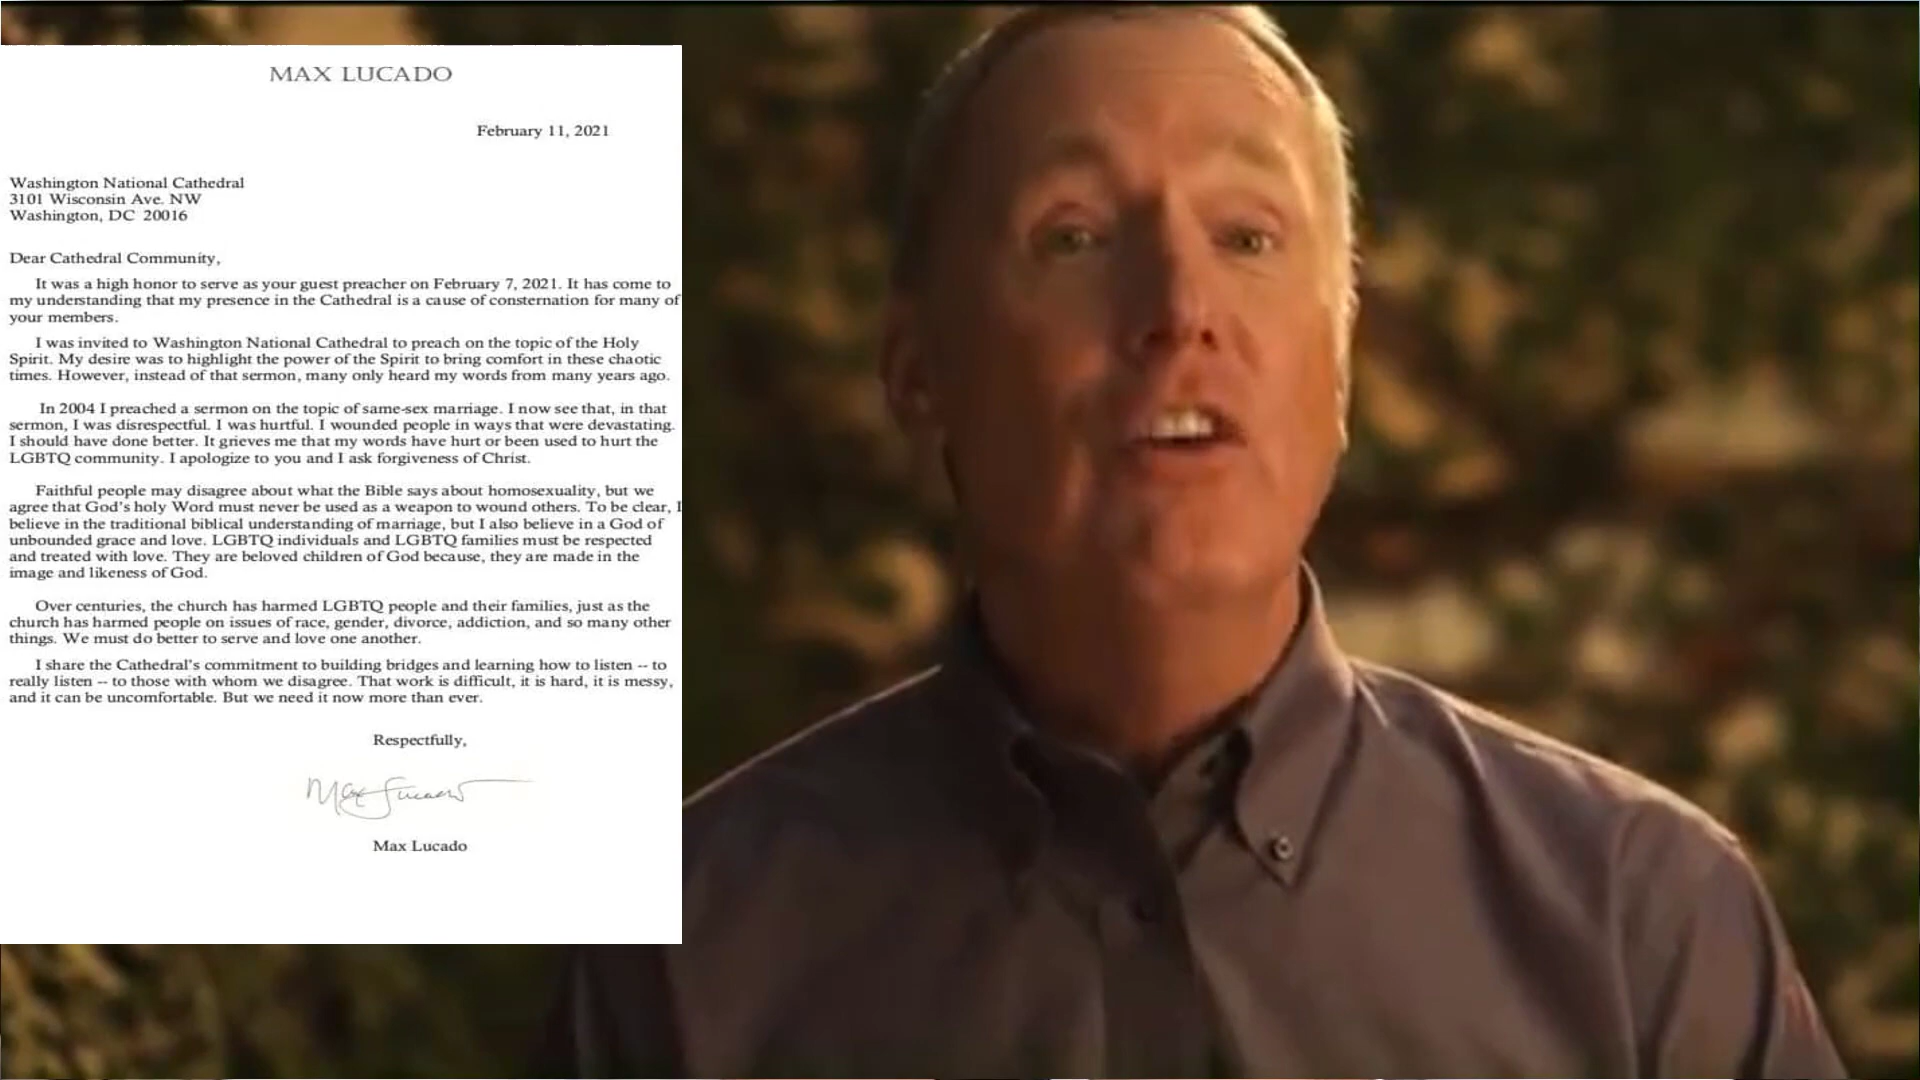 MAX LUCADO
February 11, 2021
Washington National Cathedral
3101 Wisconsin Ave. NW
Washington, DC 20016
Dear Cathedral Community,
It was a high honor to serve as your guest preacher on February 7, 2021. It has come to
my understanding that my presence in the Cathedral is a cause of consternation for many of
your members.
I was invited to Washington National Cathedral to preach on the topic of the Holy
Spirit. My desire was to highlight the power of the Spirit to bring comfort in these chaotic
times. However, instead of that sermon, many only heard my words from many years ago.
In 2004 I preached a sermon on the topic of same-sex marriage. I now see that, in that
sermon, I was disrespectful. I was hurtful. I wounded people in ways that were devastating.
I should have done better. It grieves me that my words have hurt or been used to hurt the
LGBTQ community. I apologize to you and I ask forgiveness of Christ.
Faithful people may disagree about what the Bible says about homosexuality, but we
agree that God's holy Word must never be used as a weapon to wound others. To be clear, I
believe in the traditional biblical understanding of marriage, but I also believe in a God of
unbounded grace and love. LGBTQ individuals and LGBTQ families must be respected
and treated with love. They are beloved children of God because, they are made in the
image and likeness of God.
Over centuries, the church has harmed LGBTQ people and their families, just as the
church has harmed people on issues of race, gender, divorce, addiction, and so many other
things. We must do better to serve and love one another.
I share the Cathedral's commitment to building bridges and learning how to listen -- to
really listen -- to those with whom we disagree. That work is difficult, it is hard, it is messy,
and it can be uncomfortable. But we need it now more than ever.
Respectfully,
Max Lucado
Max Lucado